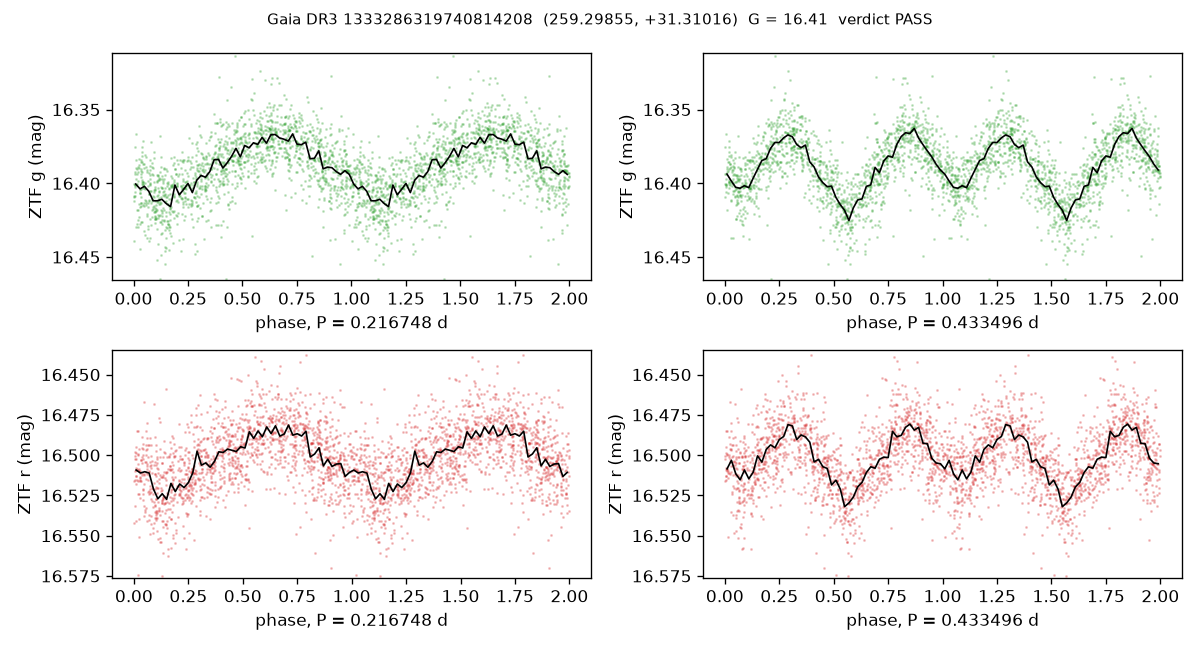 Gaia DR3 1333286319740814208  (259.29855, +31.31016)  G = 16.41  verdict PASS
ZTF g (mag)
16.35
16.40
16.45
0.00 0.25 0.50 0.75 1.00 1.25 1.50 1.75 2.00
phase, P = 0.216748 d
ZTF g (mag)
16.35
16.40
16.45
0.00 0.25 0.50 0.75 1.00 1.25 1.50 1.75 2.00
phase, P = 0.433496 d
ZTF r (mag)
16.450
16.475
16.500
16.525
16.550
16.575
0.00 0.25 0.50 0.75 1.00 1.25 1.50 1.75 2.00
phase, P = 0.216748 d
ZTF r (mag)
16.450
16.475
16.500
16.525
16.550
16.575
0.00 0.25 0.50 0.75 1.00 1.25 1.50 1.75 2.00
phase, P = 0.433496 d